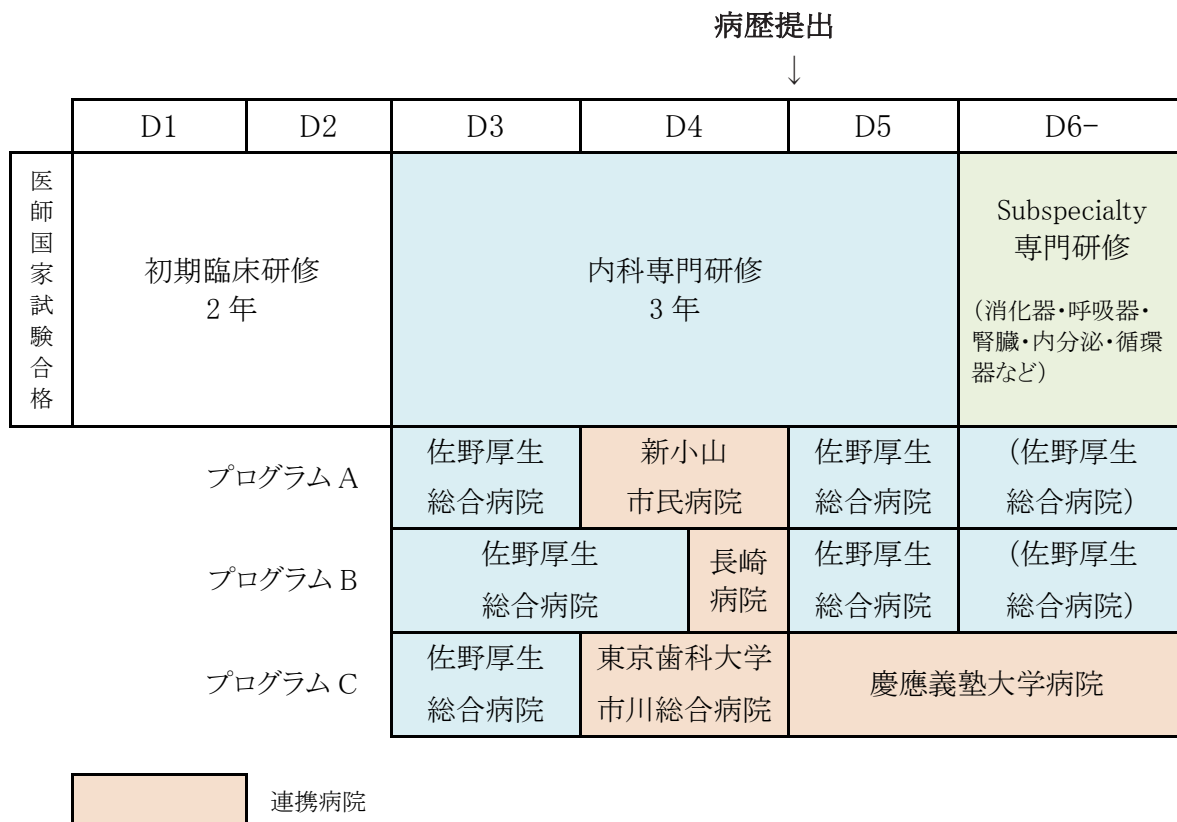 病歴提出
↓
D1 D2 D3 D4 D5 D6-
医師国家試験合格
初期臨床研修
2 年
内科専門研修
3 年
Subspecialty
専門研修
(消化器・呼吸器・
腎臓・内分泌・循環
器など)
プログラム A
佐野厚生
総合病院
新小山
市民病院
佐野厚生
総合病院
(佐野厚生
総合病院)
プログラム B
佐野厚生
総合病院
長崎
病院
佐野厚生
総合病院
(佐野厚生
総合病院)
プログラム C
佐野厚生
総合病院
東京歯科大学
市川総合病院
慶應義塾大学病院
連携病院